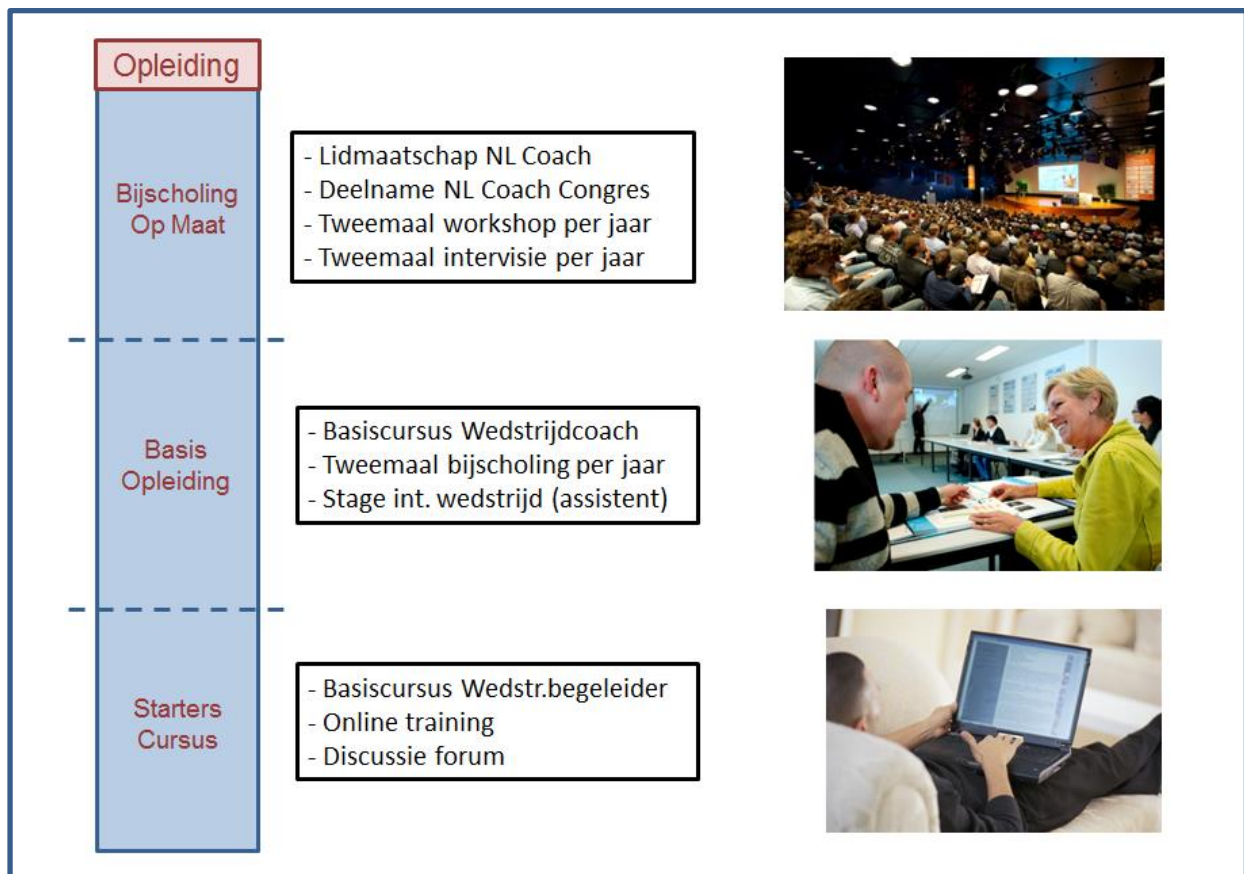 Opleiding
Bijscholing
Op Maat
- Lidmaatschap NL Coach
- Deelname NL Coach Congres
- Tweemaal workshop per jaar
- Tweemaal intervisie per jaar
Basis
Opleiding
- Basiscursus Wedstrijdcoach
- Tweemaal bijscholing per jaar
- Stage int. wedstrijd (assistent)
Starters
Cursus
- Basiscursus Wedstr.begeleider
- Online training
- Discussie forum